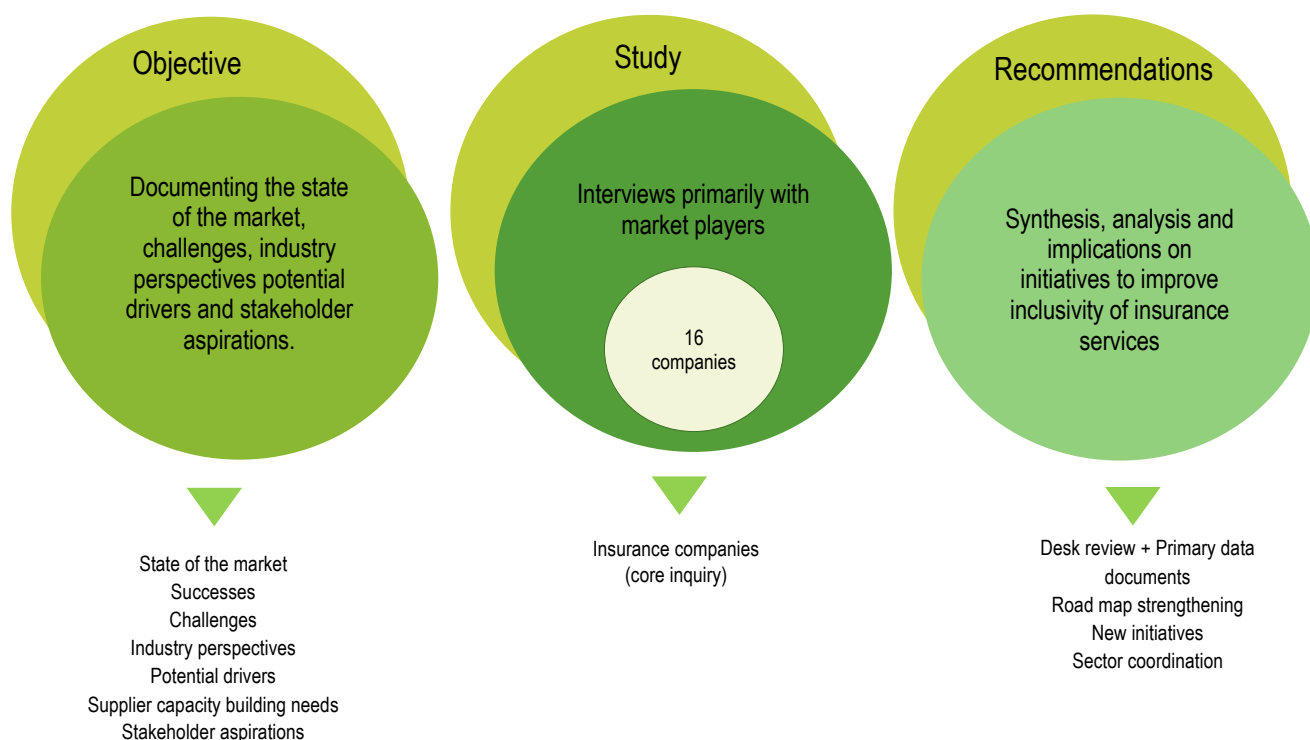 Objective
Documenting the state
of the market,
challenges, industry
perspectives potential
drivers and stakeholder
aspirations.
State of the market
Successes
Challenges
Industry perspectives
Potential drivers
Supplier capacity building needs
Stakeholder aspirations
Study
Interviews primarily with
market players
16
companies
Insurance companies
(core inquiry)
Recommendations
Synthesis, analysis and
implications on
initiatives to improve
inclusivity of insurance
services
Desk review + Primary data
documents
Road map strengthening
New initiatives
Sector coordination